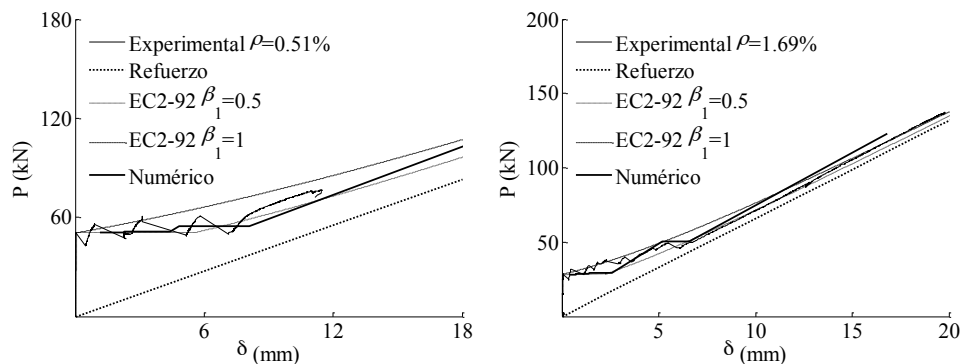 180
120
60
P (kN)
Experimental ρ=0.51%
Refuerzo
EC2-92 β1=0.5
EC2-92 β1=1
Numérico
6
12
18
δ (mm)
200
150
100
50
0
P (kN)
Experimental ρ=1.69%
Refuerzo
EC2-92 β1=0.5
EC2-92 β1=1
Numérico
5
10
15
20
δ (mm)